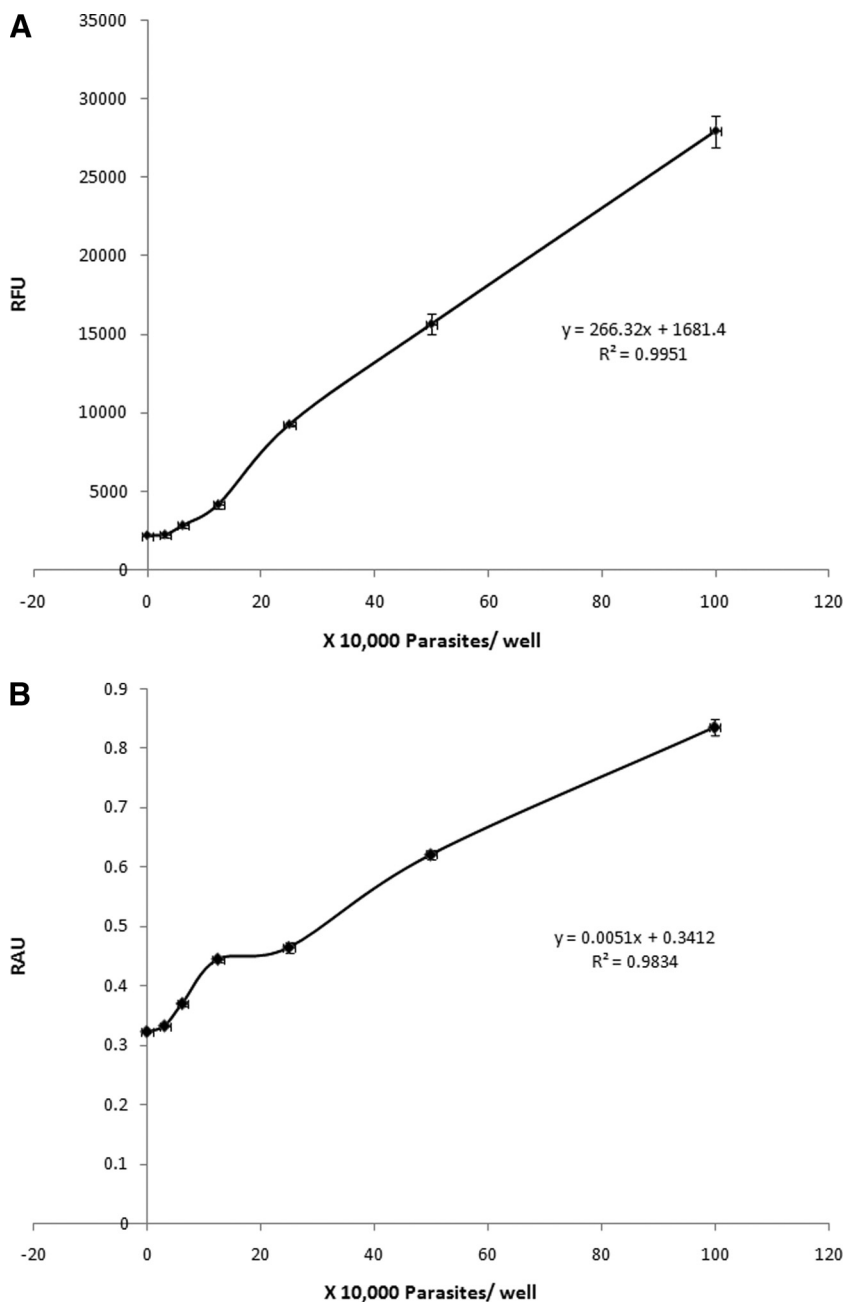 A
35000
30000
25000
20000
15000
10000
5000
0
RFU
y = 266.32x + 1681.4
R² = 0.9951
-20 0 20 40 60 80 100 120
X 10,000 Parasites/ well
B
0.9
0.8
0.7
0.6
0.5
0.4
0.3
0.2
0.1
0
RAU
y = 0.0051x + 0.3412
R² = 0.9834
-20 0 20 40 60 80 100 120
X 10,000 Parasites/ well